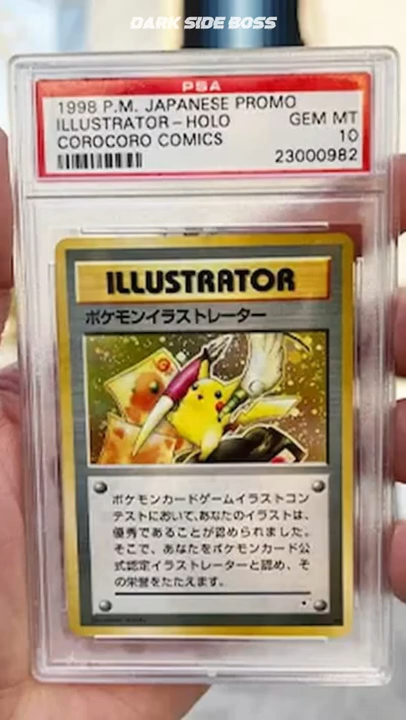 DARK SIDE BOSS
PSA
1998 P.M. JAPANESE PROMO
ILLUSTRATOR-HOLO GEM MT
COROCORO COMICS 10
23000982
ILLUSTRATOR
ポケモンイラストレーター
ポケモンカードゲームイラストコン
テストにおいて、あなたのイラストは、
優秀であることが認められました。
そこで、あなたをポケモンカード公
式認定イラストレーターと認め、そ
の栄誉をたたえます。